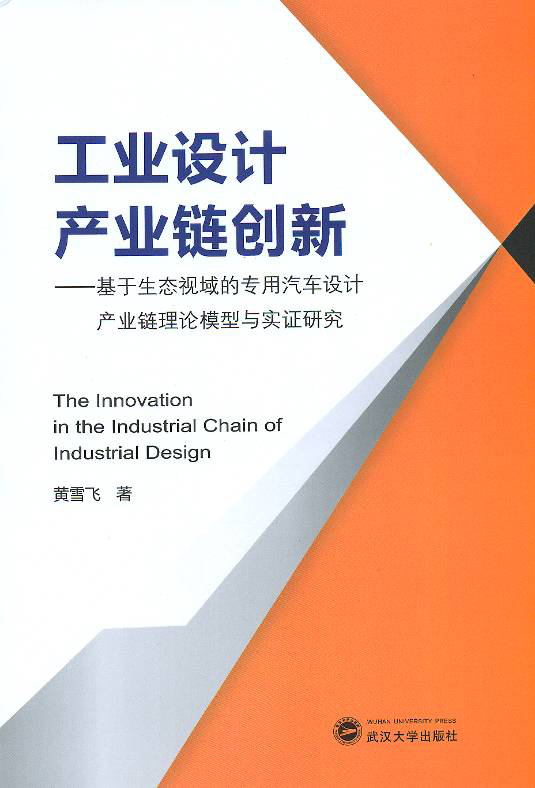 工业设计
产业链创新
——基于生态视域的专用汽车设计
产业链理论模型与实证研究
The Innovation
in the Industrial Chain of
Industrial Design
黄雪飞 著
WUHAN UNIVERSITY PRESS
武汉大学出版社